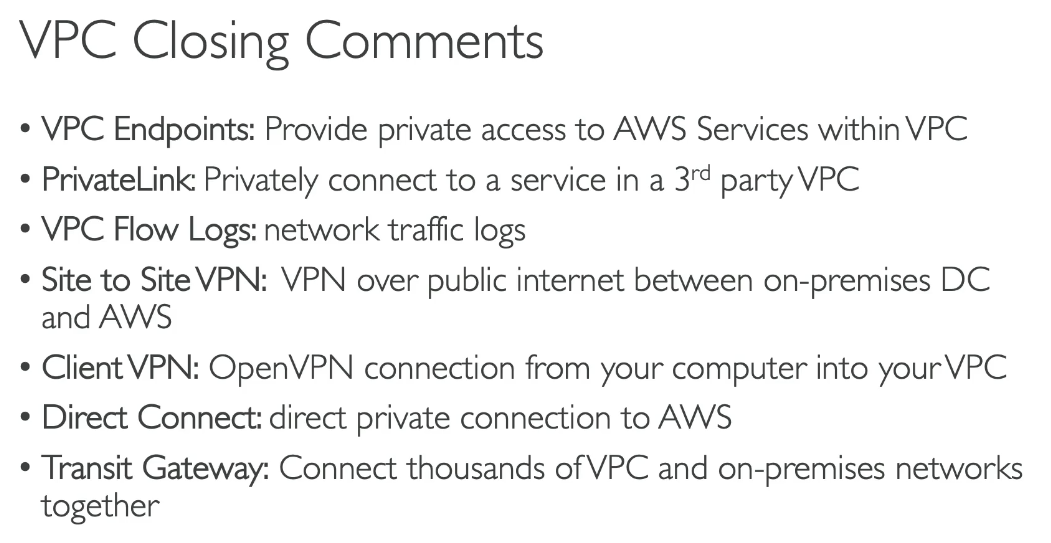 VPC Closing Comments
• VPC Endpoints: Provide private access to AWS Services within VPC
• PrivateLink: Privately connect to a service in a 3rd party VPC
• VPC Flow Logs: network traffic logs
• Site to Site VPN: VPN over public internet between on-premises DC
and AWS
• Client VPN: OpenVPN connection from your computer into your VPC
• Direct Connect: direct private connection to AWS
• Transit Gateway: Connect thousands of VPC and on-premises networks
together